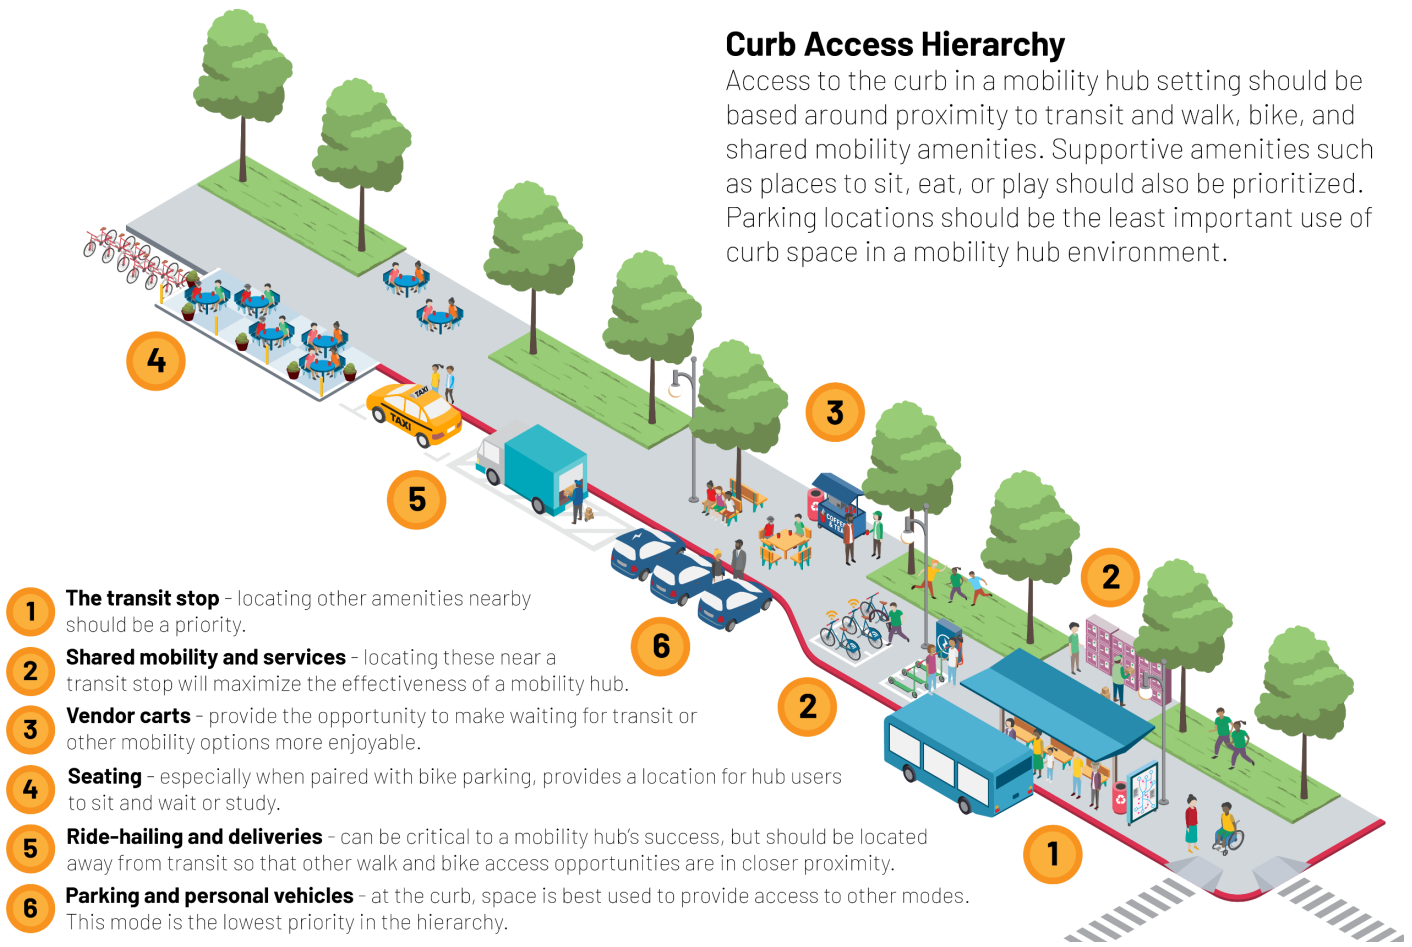 Curb Access Hierarchy
Access to the curb in a mobility hub setting should be
based around proximity to transit and walk, bike, and
shared mobility amenities. Supportive amenities such
as places to sit, eat, or play should also be prioritized.
Parking locations should be the least important use of
curb space in a mobility hub environment.
4
TAXI
TAXI
5
3
COFFEE
& TEA
2
6
2
1
1 The transit stop - locating other amenities nearby
should be a priority.
2 Shared mobility and services - locating these near a
transit stop will maximize the effectiveness of a mobility hub.
3 Vendor carts - provide the opportunity to make waiting for transit or
other mobility options more enjoyable.
4 Seating - especially when paired with bike parking, provides a location for hub users
to sit and wait or study.
5 Ride-hailing and deliveries - can be critical to a mobility hub's success, but should be located
away from transit so that other walk and bike access opportunities are in closer proximity.
6 Parking and personal vehicles - at the curb, space is best used to provide access to other modes.
This mode is the lowest priority in the hierarchy.